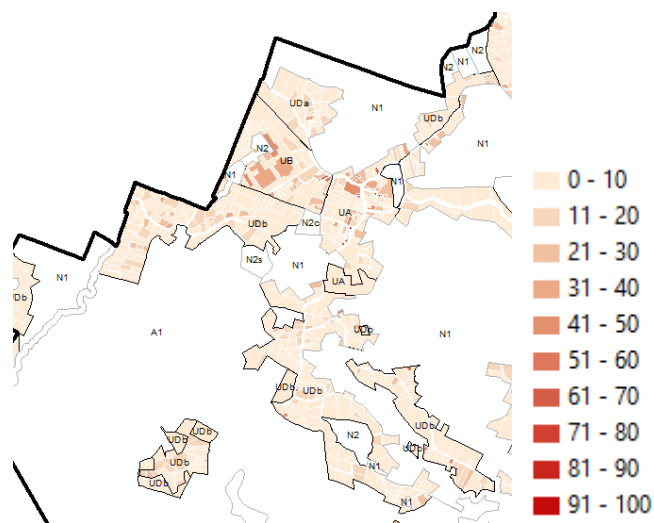 N2
N1
N2
UDa
N1
UDb
N1
N2
UB
N1
N1
UA
UDb
N2c
N2s
N1
N1
UA
UDb
A1
UDb
N1
UDb
UDb
UDb
UDb
UDb
UDb
UDb
N2
UDb
N1
N1
0 - 10
11 - 20
21 - 30
31 - 40
41 - 50
51 - 60
61 - 70
71 - 80
81 - 90
91 - 100